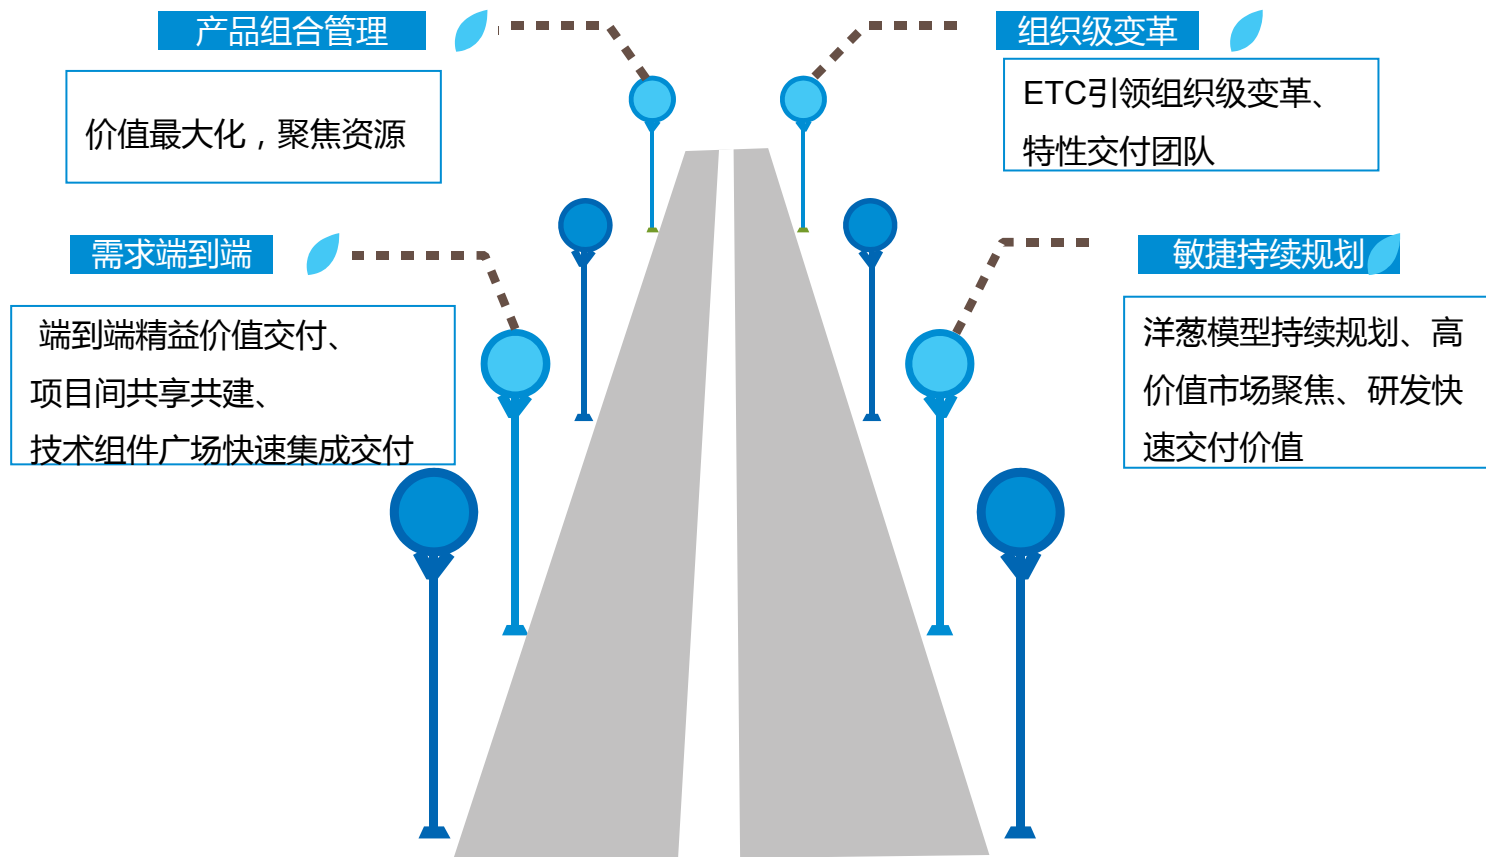 产品组合管理
价值最大化，聚焦资源
组织级变革
ETC引领组织级变革、
特性交付团队
需求端到端
端到端精益价值交付、
项目间共享共建、
技术组件广场快速集成交付
敏捷持续规划
洋葱模型持续规划、高
价值市场聚焦、研发快
速交付价值